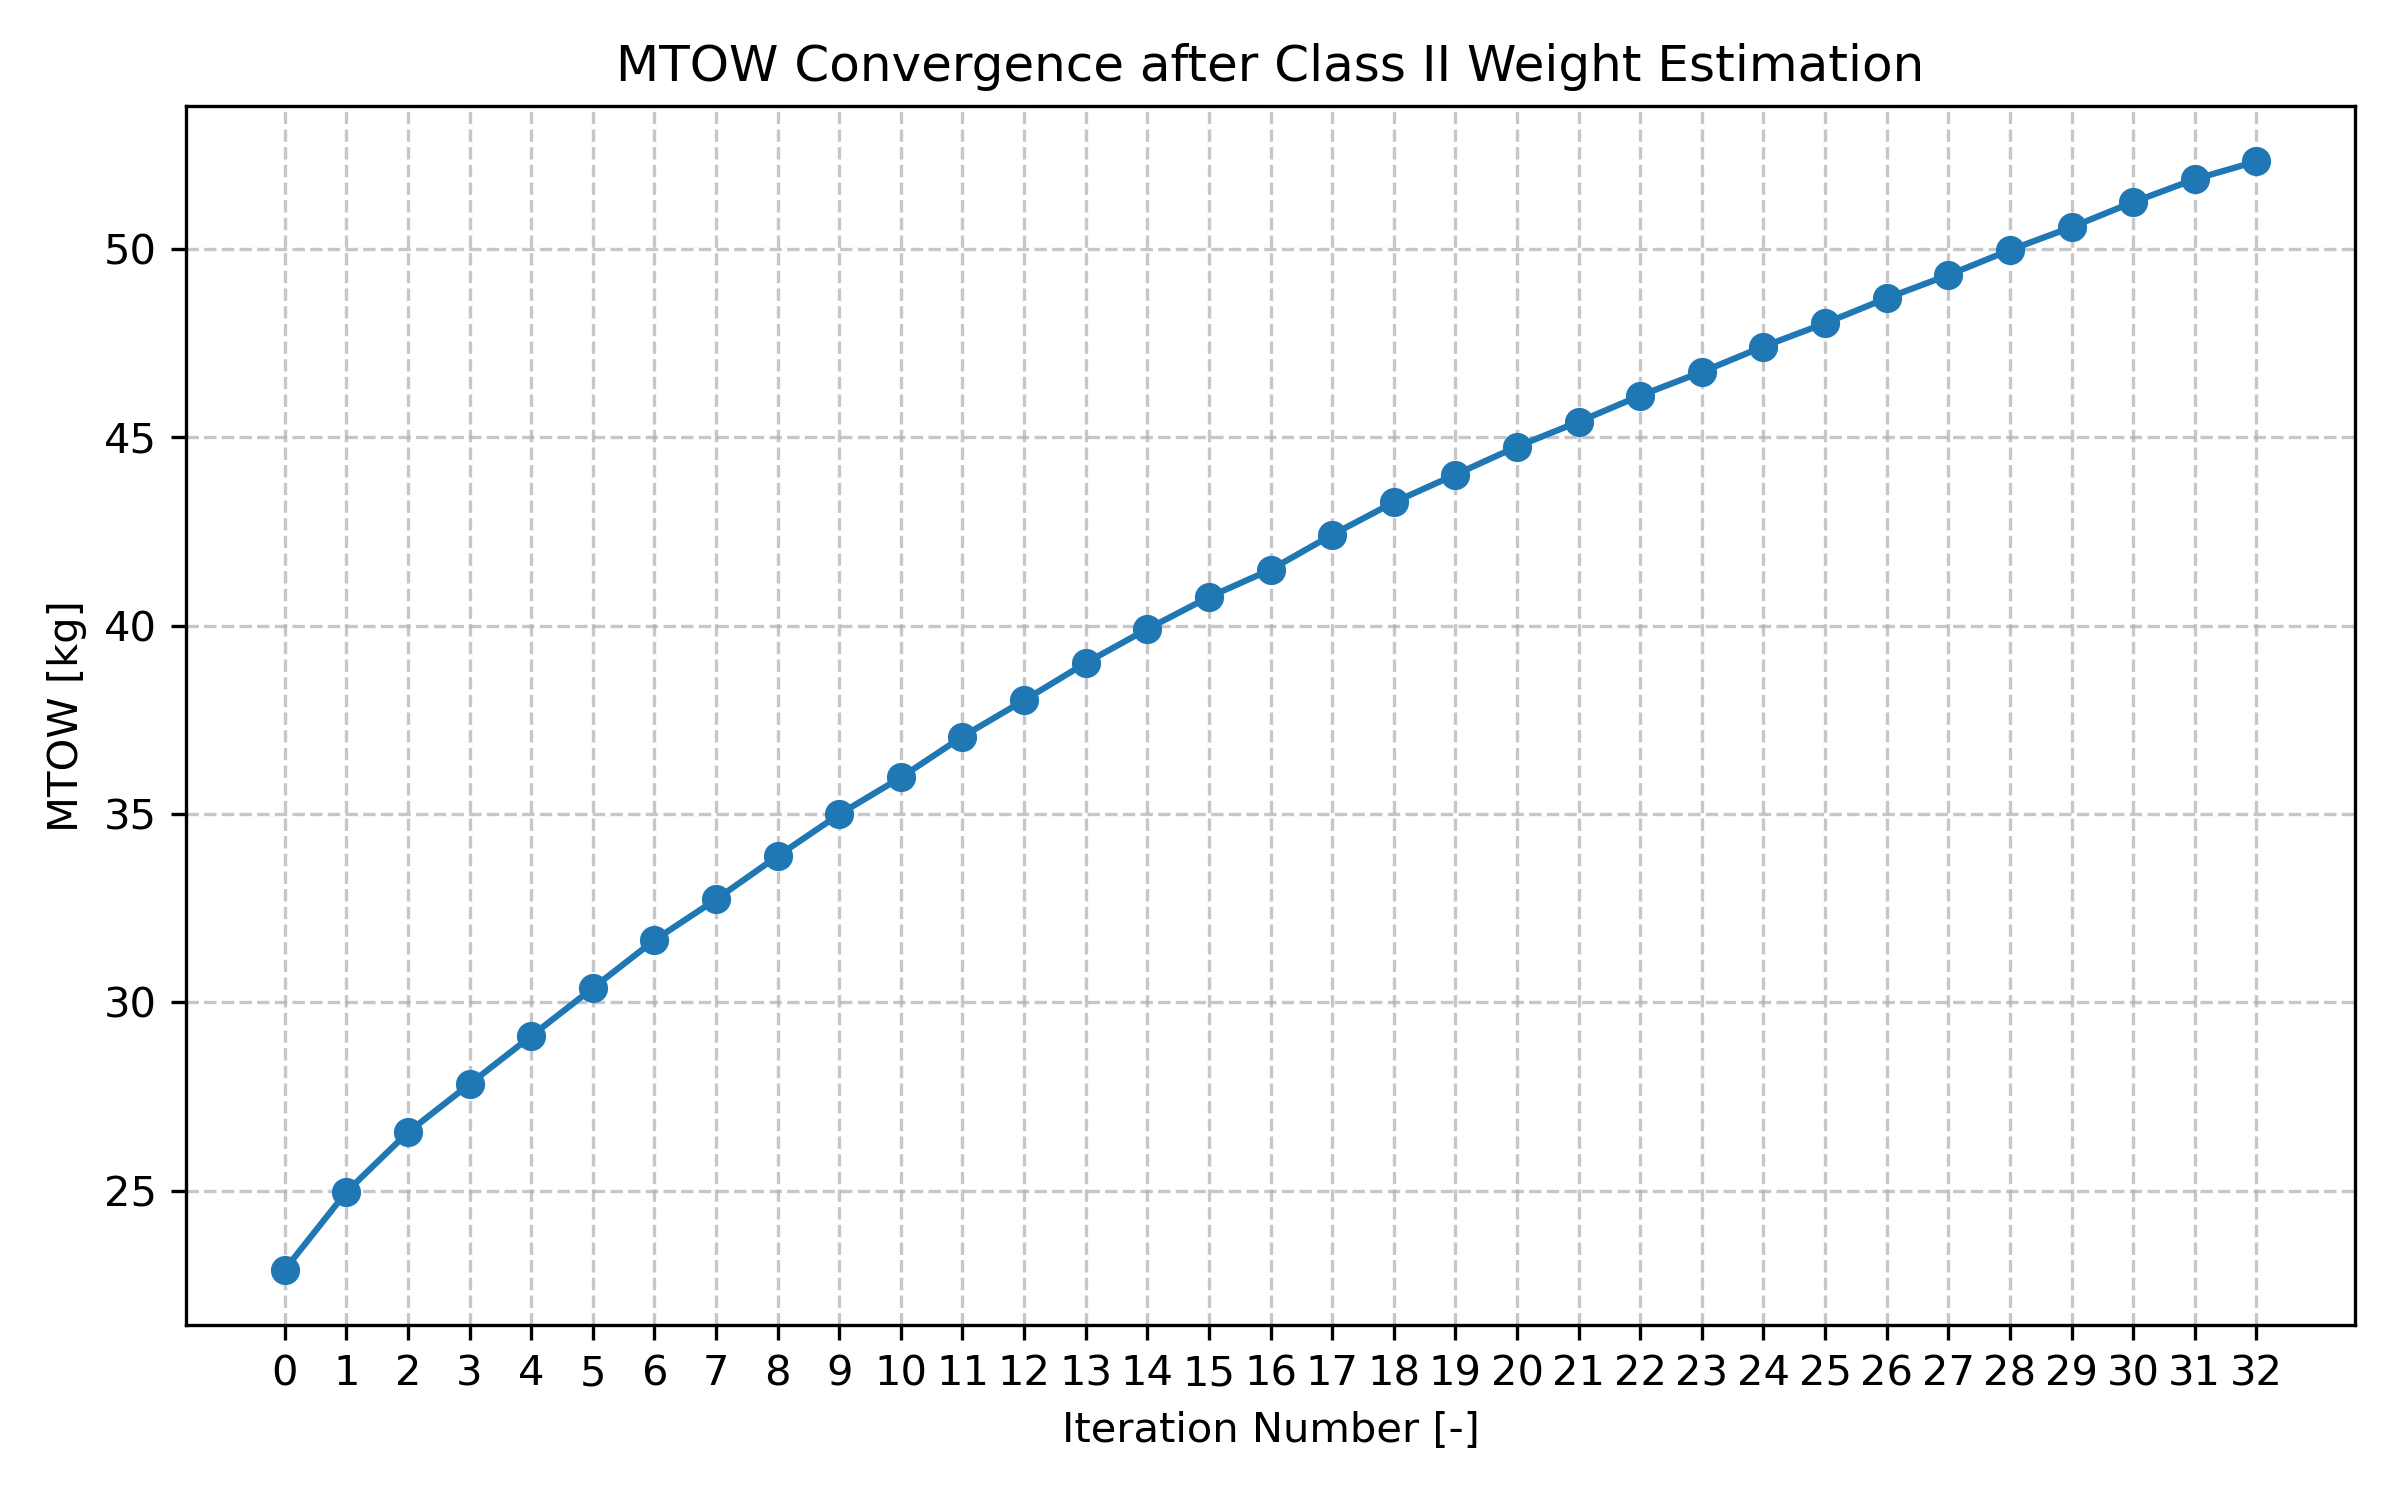 MTOW Convergence after Class II Weight Estimation
MTOW [kg]
50
45
40
35
30
25
0 1 2 3 4 5 6 7 8 9 10 11 12 13 14 15 16 17 18 19 20 21 22 23 24 25 26 27 28 29 30 31 32
Iteration Number [-]